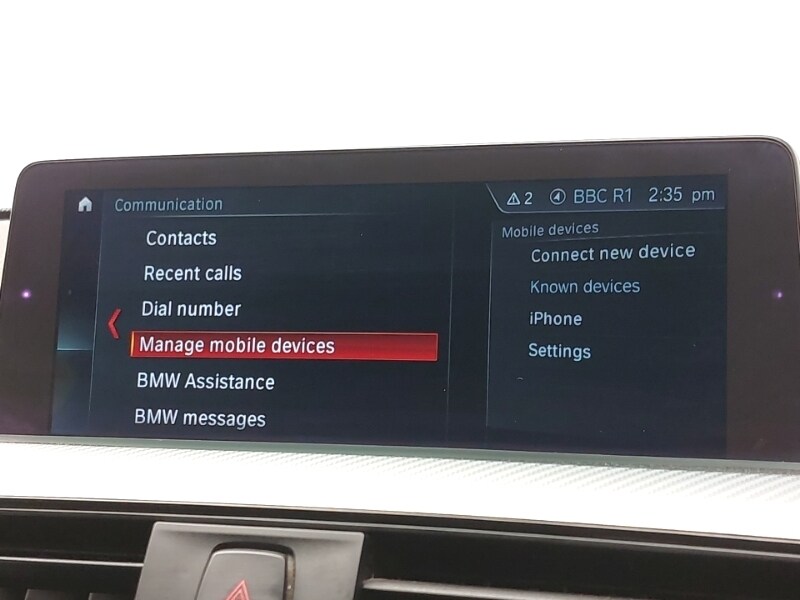 Communication
Contacts
Recent calls
Dial number
Manage mobile devices
BMW Assistance
BMW messages
2 BBC R1 2:35 pm
Mobile devices
Connect new device
Known devices
iPhone
Settings